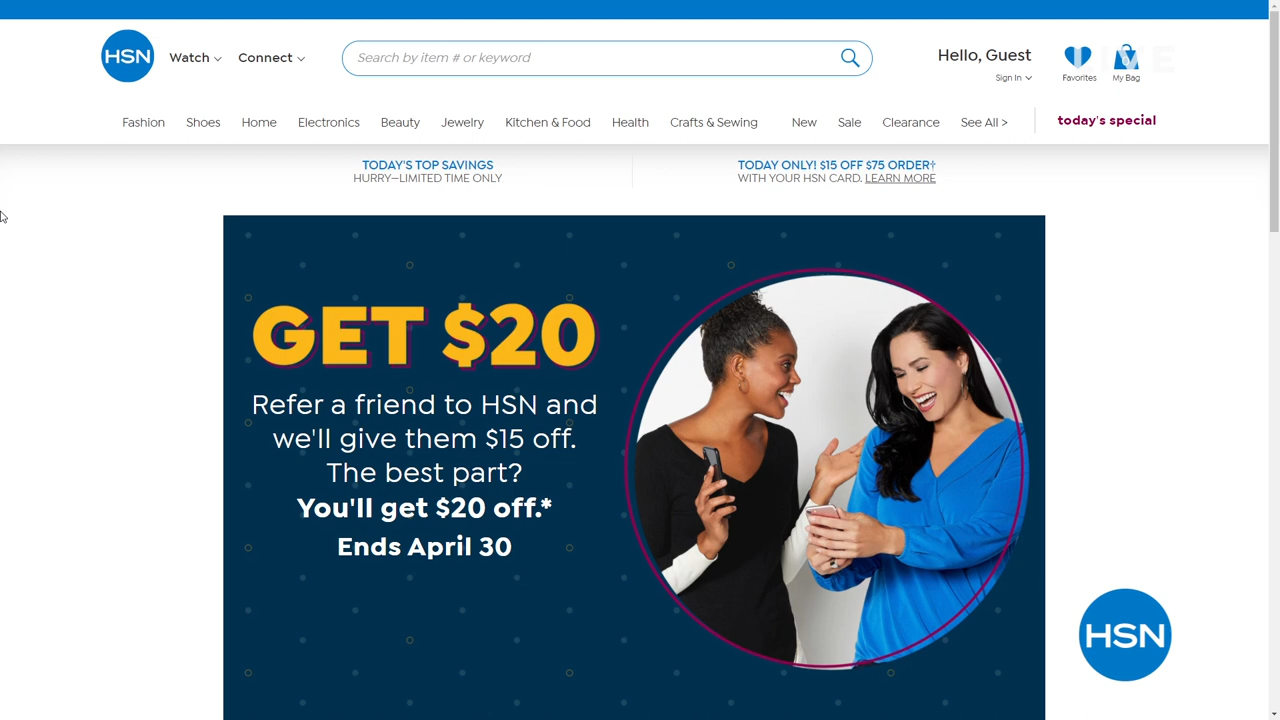 HSN
Watch
Connect
Search by item # or keyword
Hello, Guest
Sign In
Favorites
0
My Bag
LIVE
Fashion
Shoes
Home
Electronics
Beauty
Jewelry
Kitchen & Food
Health
Crafts & Sewing
New
Sale
Clearance
See All >
today's special
TODAY'S TOP SAVINGS
HURRY—LIMITED TIME ONLY
TODAY ONLY! $15 OFF $75 ORDER†
WITH YOUR HSN CARD. LEARN MORE
GET $20
Refer a friend to HSN and
we'll give them $15 off.
The best part?
You'll get $20 off.*
Ends April 30
HSN